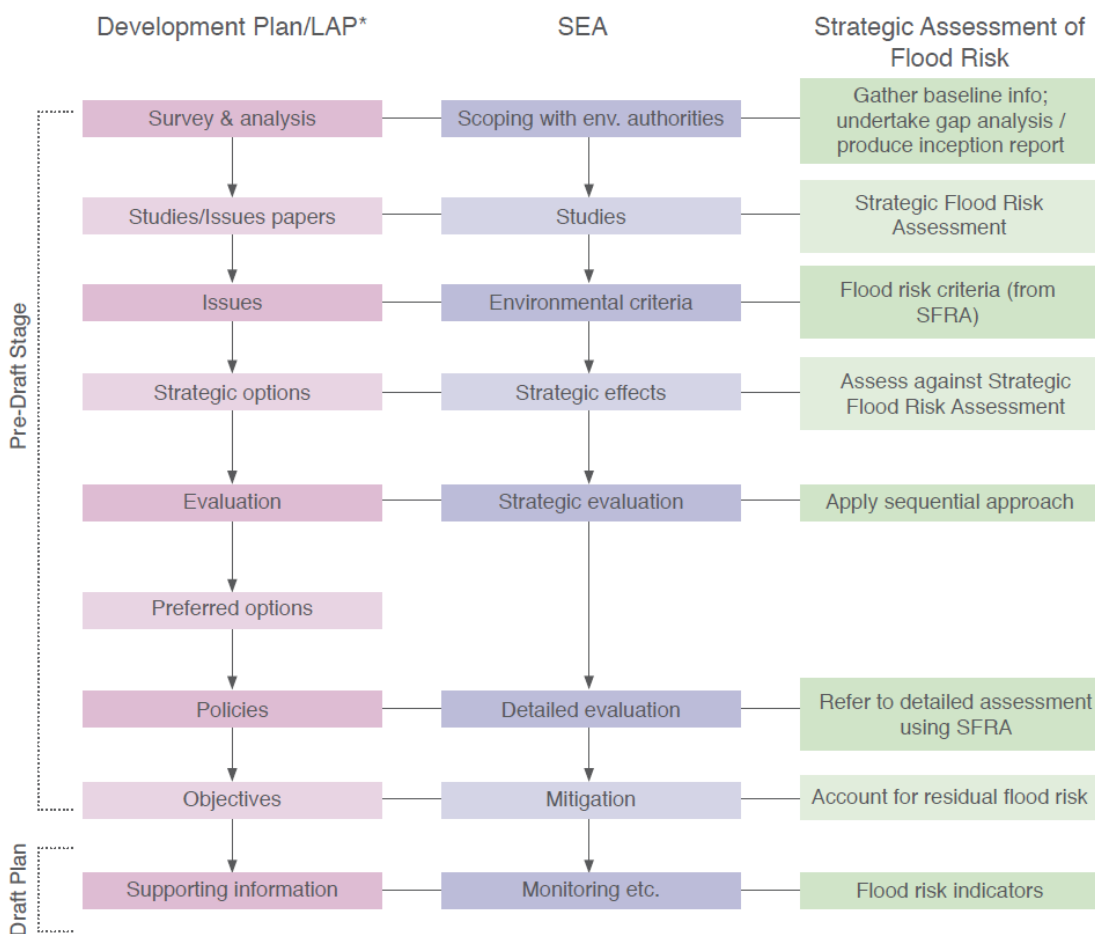 Development Plan/LAP*
SEA
Strategic Assessment of
Flood Risk
Pre-Draft Stage
Survey & analysis
Scoping with env. authorities
Gather baseline info;
undertake gap analysis /
produce inception report
Studies/Issues papers
Studies
Strategic Flood Risk
Assessment
Issues
Environmental criteria
Flood risk criteria (from
SFRA)
Strategic options
Strategic effects
Assess against Strategic
Flood Risk Assessment
Evaluation
Strategic evaluation
Apply sequential approach
Preferred options
Policies
Detailed evaluation
Refer to detailed assessment
using SFRA
Objectives
Mitigation
Account for residual flood risk
Draft Plan
Supporting information
Monitoring etc.
Flood risk indicators